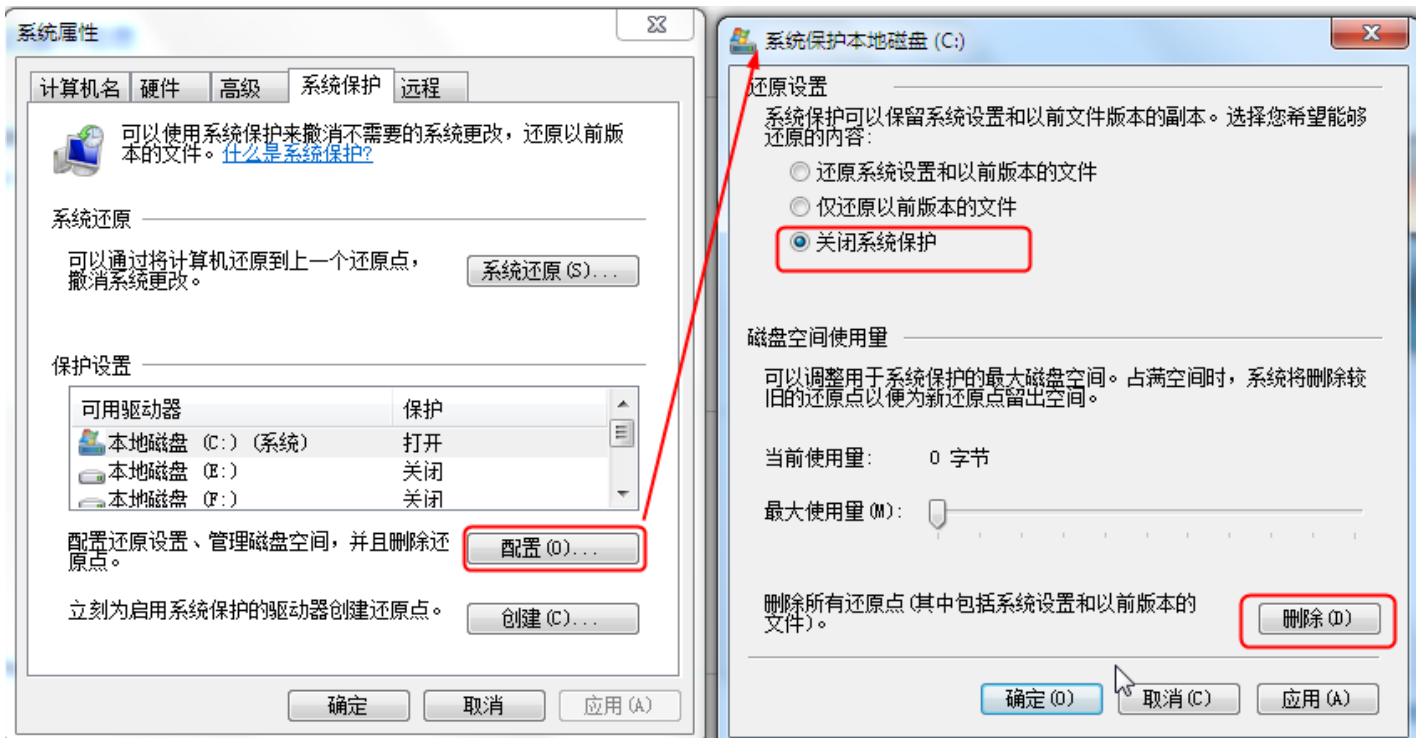 系统属性
计算机名 硬件 高级 系统保护 远程
可以使用系统保护来撤消不需要的系统更改，还原以前版
本的文件。什么是系统保护?
系统还原
可以通过将计算机还原到上一个还原点，
撤消系统更改。
系统还原(S)...
保护设置
可用驱动器 保护
本地磁盘 (C:) (系统) 打开
本地磁盘 (E:) 关闭
本地磁盘 (F:) 关闭
配置还原设置、管理磁盘空间，并且删除还
原点。
配置(O)...
立刻为启用系统保护的驱动器创建还原点。
创建(C)...
确定 取消 应用(A)
系统保护本地磁盘 (C:)
还原设置
系统保护可以保留系统设置和以前文件版本的副本。选择您希望能够
还原的内容:
还原系统设置和以前版本的文件
仅还原以前版本的文件
关闭系统保护
磁盘空间使用量
可以调整用于系统保护的最大磁盘空间。占满空间时，系统将删除较
旧的还原点以便为新还原点留出空间。
当前使用量: 0 字节
最大使用量(M):
删除所有还原点(其中包括系统设置和以前版本的
文件)。
删除(D)
确定(O) 取消(C) 应用(A)